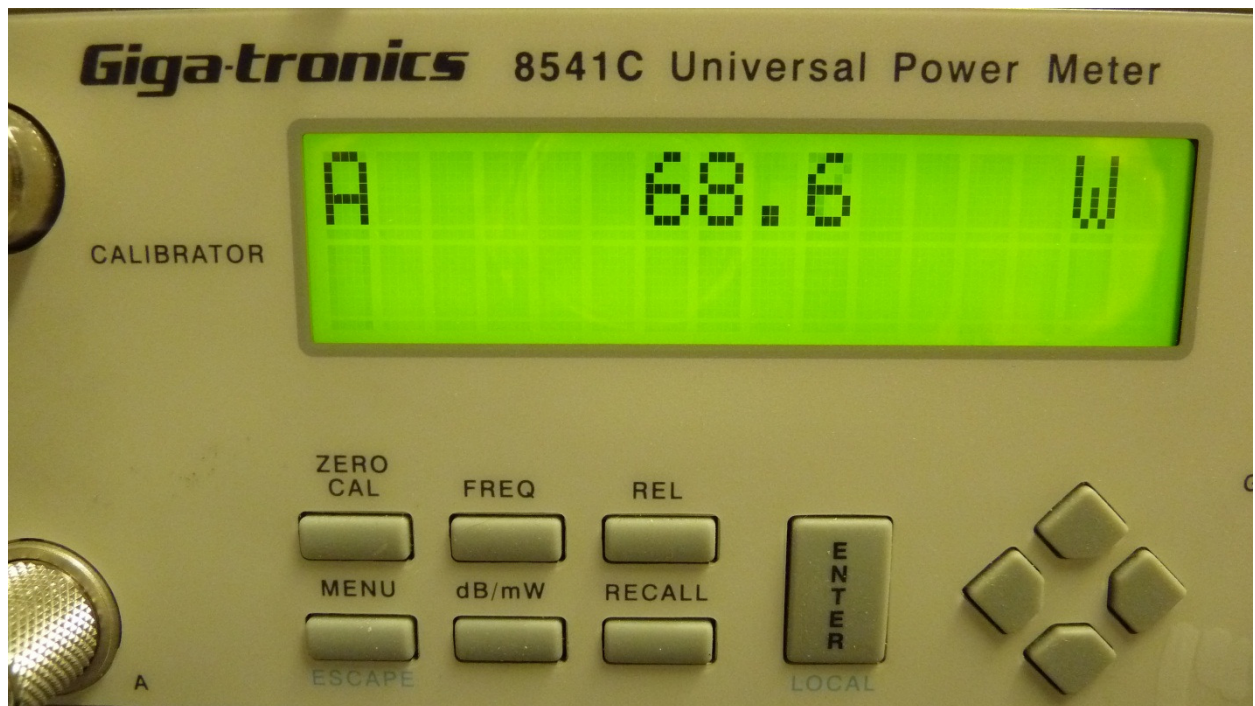 Giga-tronics 8541C Universal Power Meter
A 68.6 W
CALIBRATOR
ZERO
CAL FREQ REL
MENU dB/mW RECALL
ENTER
ESCAPE LOCAL
A